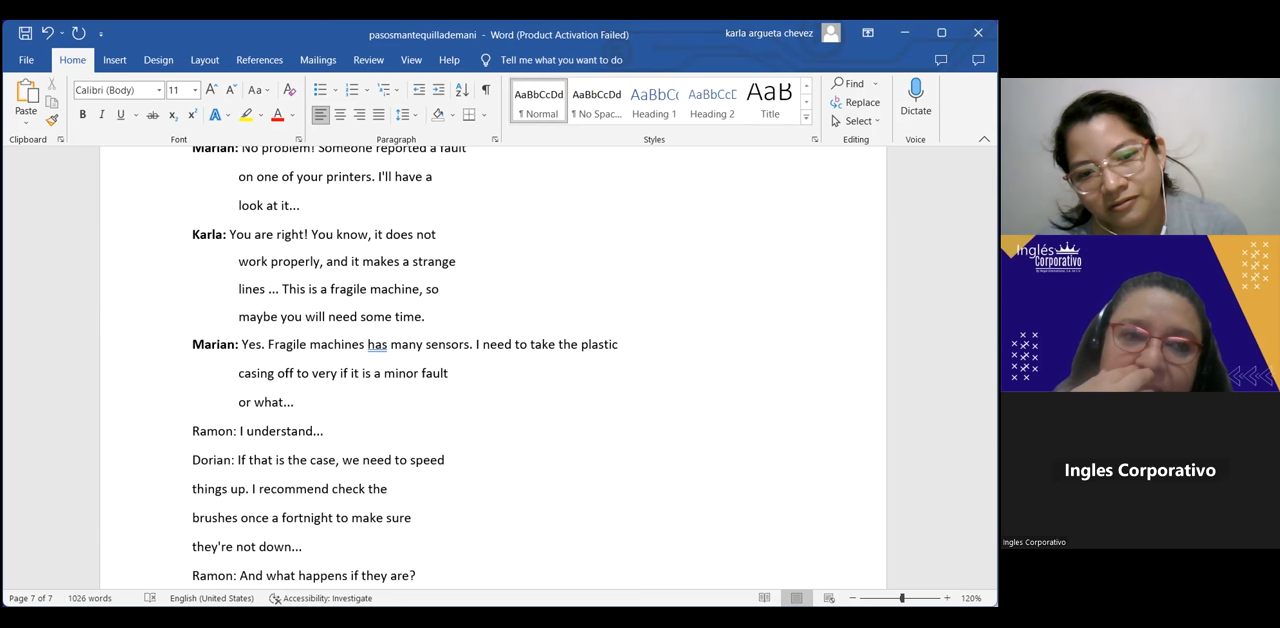 pasosmantequillademani - Word (Product Activation Failed)
karla argueta chevez
File Home Insert Design Layout References Mailings Review View Help Tell me what you want to do
Paste
Calibri (Body) 11
Aa
B I U ab x₂ x² A A
AaBbCcDd AaBbCcDd AaBbCc AaBbCcD AaB
¶ Normal ¶ No Spac... Heading 1 Heading 2 Title
Find
Replace
Select
Dictate
Clipboard Font Paragraph Styles Editing Voice
Marian: No problem! Someone reported a fault
on one of your printers. I'll have a
look at it...
Karla: You are right! You know, it does not
work properly, and it makes a strange
lines ... This is a fragile machine, so
maybe you will need some time.
Marian: Yes. Fragile machines has many sensors. I need to take the plastic
casing off to very if it is a minor fault
or what...
Ramon: I understand...
Dorian: If that is the case, we need to speed
things up. I recommend check the
brushes once a fortnight to make sure
they're not down...
Ramon: And what happens if they are?
Page 7 of 7 1026 words English (United States) Accessibility: Investigate 120%
Inglés
Corporativo
Ingles Corporativo
Ingles Corporativo